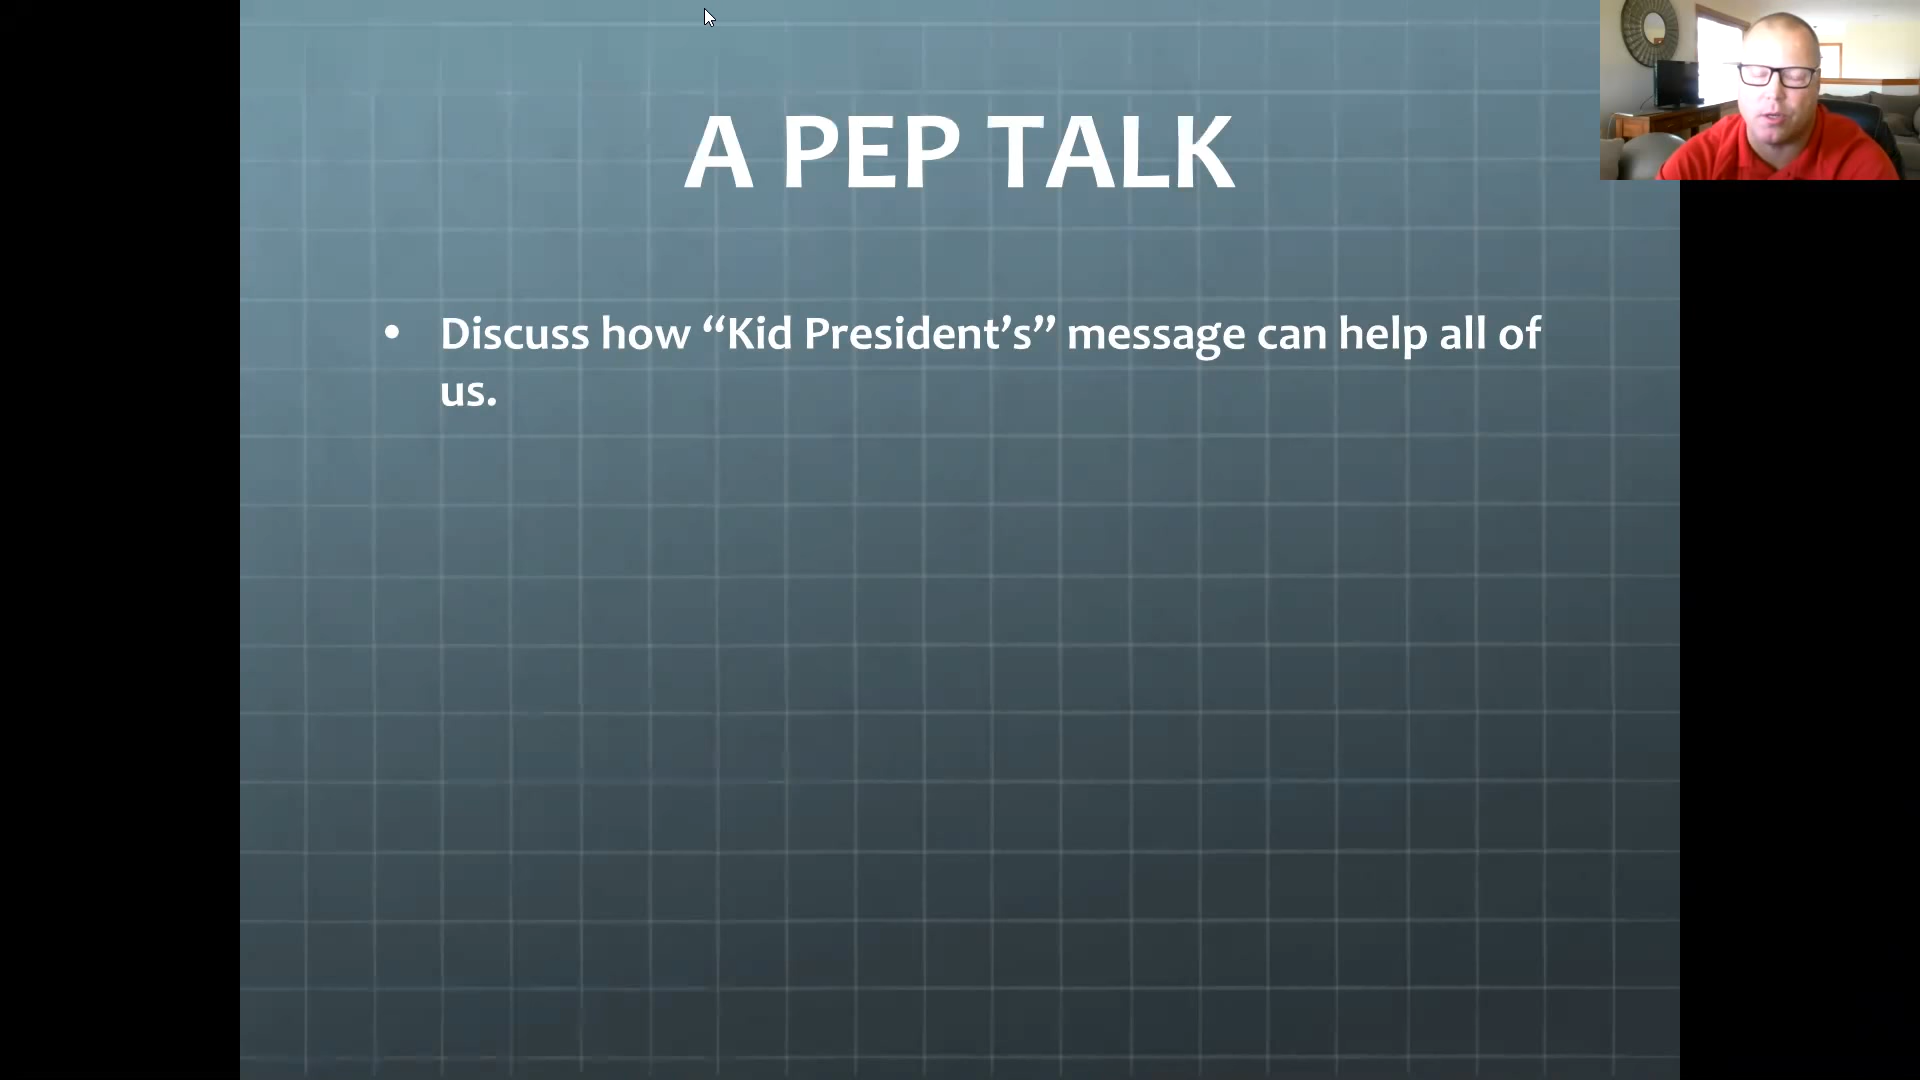 A PEP TALK
• Discuss how “Kid President’s” message can help all of
us.